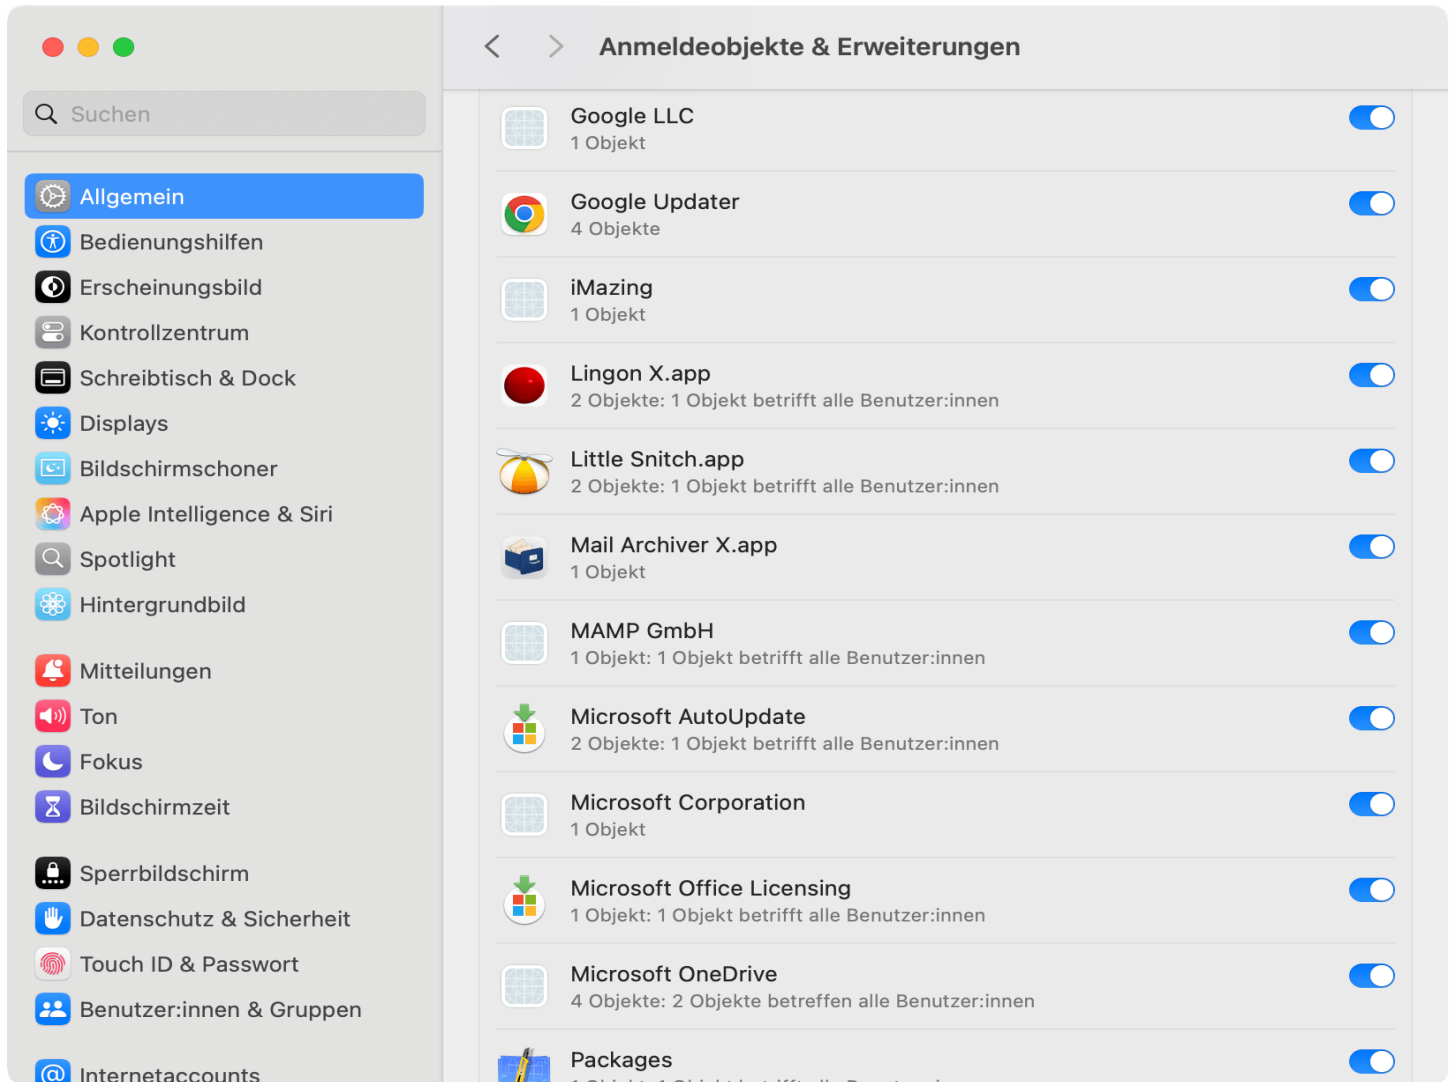 Anmeldeobjekte & Erweiterungen
Suchen
Allgemein
Bedienungshilfen
Erscheinungsbild
Kontrollzentrum
Schreibtisch & Dock
Displays
Bildschirmschoner
Apple Intelligence & Siri
Spotlight
Hintergrundbild
Mitteilungen
Ton
Fokus
Bildschirmzeit
Sperrbildschirm
Datenschutz & Sicherheit
Touch ID & Passwort
Benutzer:innen & Gruppen
Internetaccounts
Google LLC
1 Objekt
Google Updater
4 Objekte
iMazing
1 Objekt
Lingon X.app
2 Objekte: 1 Objekt betrifft alle Benutzer:innen
Little Snitch.app
2 Objekte: 1 Objekt betrifft alle Benutzer:innen
Mail Archiver X.app
1 Objekt
MAMP GmbH
1 Objekt: 1 Objekt betrifft alle Benutzer:innen
Microsoft AutoUpdate
2 Objekte: 1 Objekt betrifft alle Benutzer:innen
Microsoft Corporation
1 Objekt
Microsoft Office Licensing
1 Objekt: 1 Objekt betrifft alle Benutzer:innen
Microsoft OneDrive
4 Objekte: 2 Objekte betreffen alle Benutzer:innen
Packages